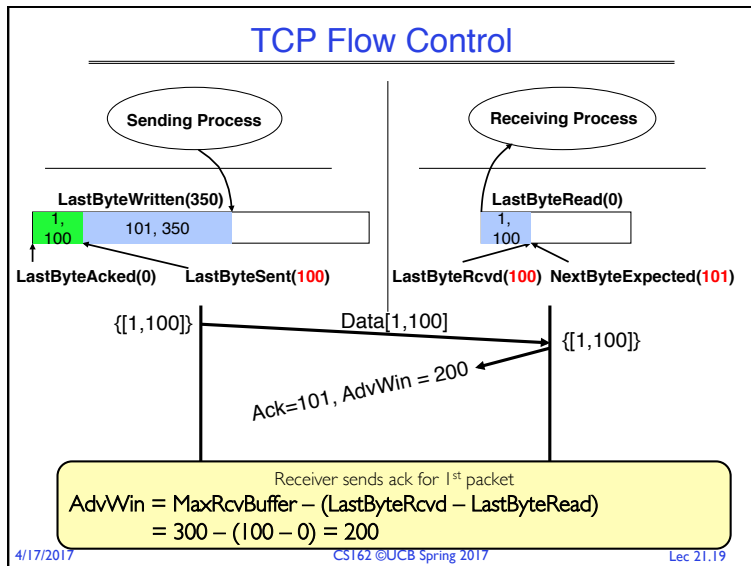 TCP Flow Control
Sending Process
Receiving Process
LastByteWritten(350)
LastByteRead(0)
1,
100
101, 350
1,
100
LastByteAcked(0)
LastByteSent(100)
LastByteRcvd(100)
NextByteExpected(101)
{[1,100]}
Data[1,100]
{[1,100]}
Ack=101, AdvWin = 200
Receiver sends ack for 1st packet
AdvWin = MaxRcvBuffer – (LastByteRcvd – LastByteRead)
= 300 – (100 – 0) = 200
4/17/2017
CS162 ©UCB Spring 2017
Lec 21.19